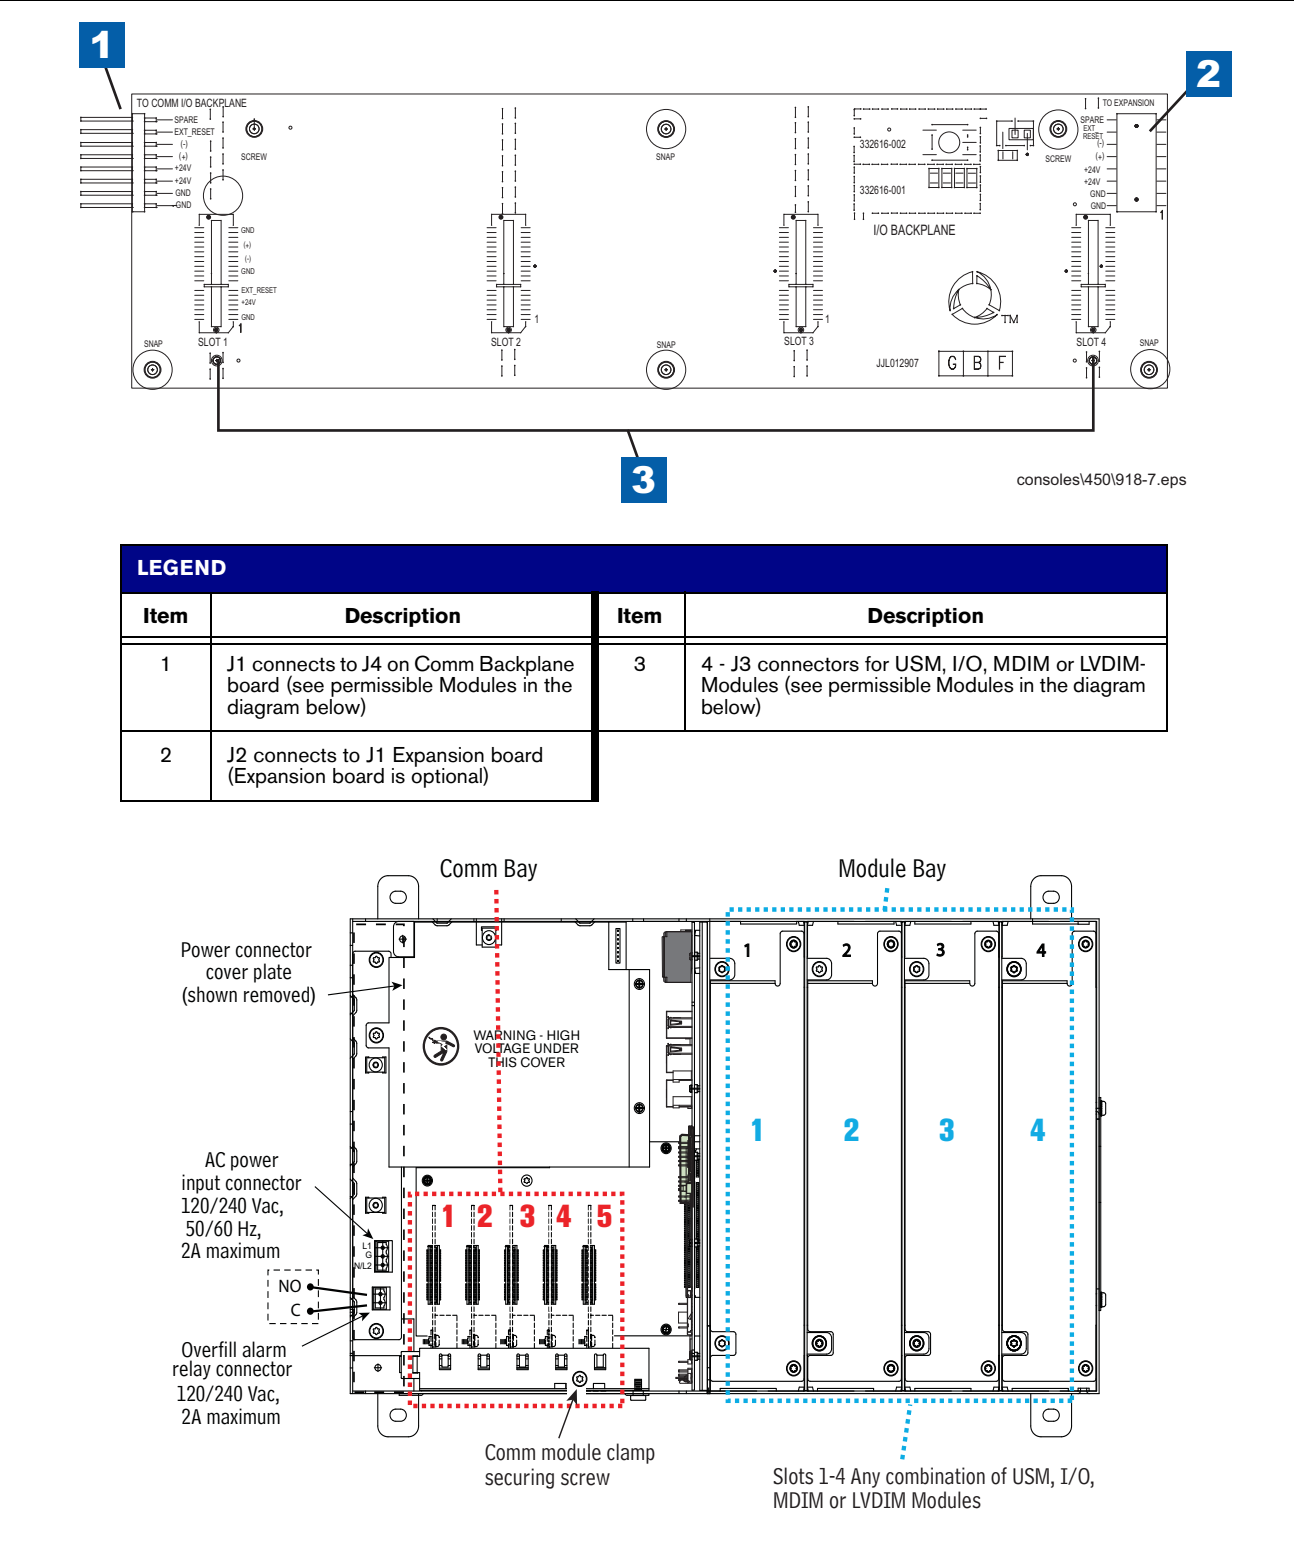 1
2
TO COMM I/O BACKPLANE
SPARE
EXT_RESET
(-)
(+)
+24V
+24V
GND
GND
SCREW
SNAP
332616-002
332616-001
I/O BACKPLANE
SCREW
TO EXPANSION
SPARE
EXT
RESET
(-)
(+)
+24V
+24V
GND
GND
1
GND
(+)
(-)
GND
EXT_RESET
+24V
GND
1
1
1
TM
SLOT 1
SLOT 2
SLOT 3
SLOT 4
SNAP
SNAP
SNAP
JJL012907
G B F
3
consoles\450\918-7.eps
LEGEND
Item Description Item Description
1 J1 connects to J4 on Comm Backplane
board (see permissible Modules in the
diagram below)
3 4 - J3 connectors for USM, I/O, MDIM or LVDIM-
Modules (see permissible Modules in the diagram
below)
2 J2 connects to J1 Expansion board
(Expansion board is optional)
Comm Bay
Module Bay
Power connector
cover plate
(shown removed)
WARNING - HIGH
VOLTAGE UNDER
THIS COVER
1 2 3 4
1 2 3 4
AC power
input connector
120/240 Vac,
50/60 Hz,
2A maximum
L1
G
N/L2
1 2 3 4 5
NO
C
Overfill alarm
relay connector
120/240 Vac,
2A maximum
Comm module clamp
securing screw
Slots 1-4 Any combination of USM, I/O,
MDIM or LVDIM Modules